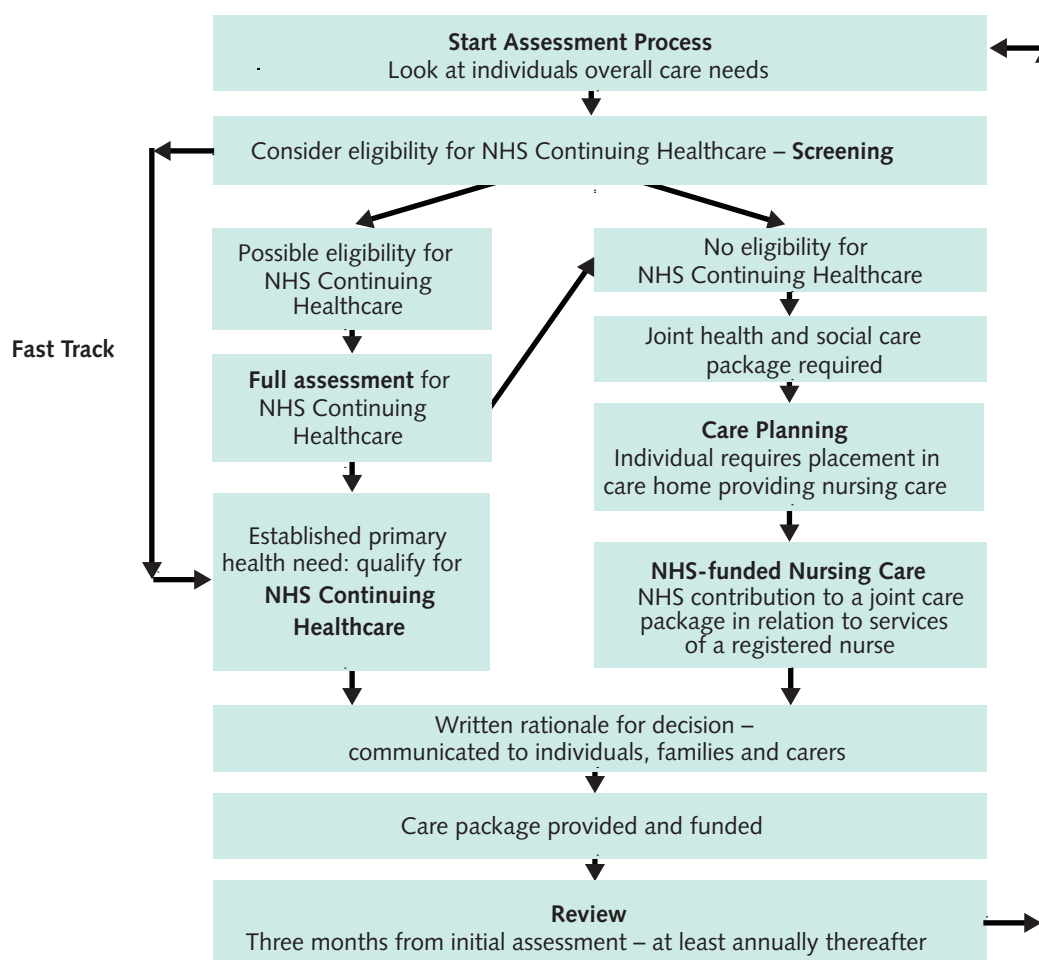 Start Assessment Process
Look at individuals overall care needs
Consider eligibility for NHS Continuing Healthcare – Screening
Possible eligibility for
NHS Continuing
Healthcare
No eligibility for
NHS Continuing Healthcare
Fast Track
Joint health and social care
package required
Full assessment for
NHS Continuing
Healthcare
Care Planning
Individual requires placement in
care home providing nursing care
Established primary
health need: qualify for
NHS Continuing
Healthcare
NHS-funded Nursing Care
NHS contribution to a joint care
package in relation to services
of a registered nurse
Written rationale for decision –
communicated to individuals, families and carers
Care package provided and funded
Review
Three months from initial assessment – at least annually thereafter